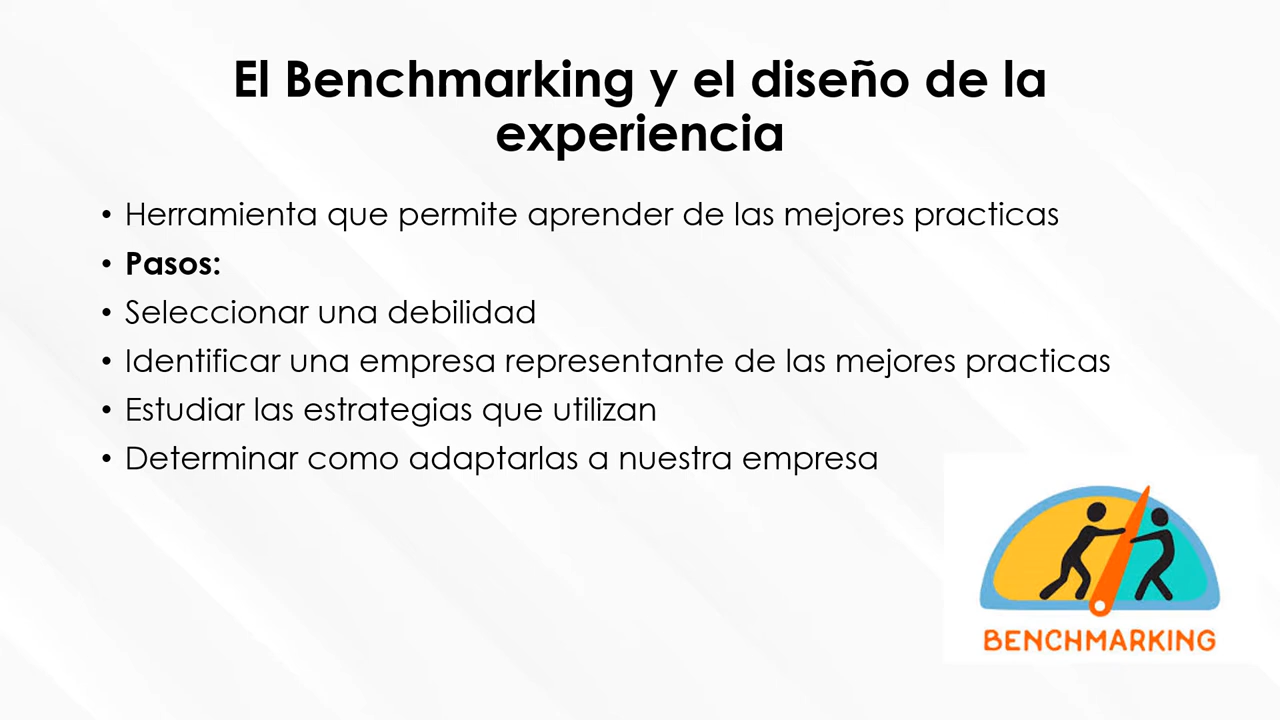 El Benchmarking y el diseño de la
experiencia
• Herramienta que permite aprender de las mejores practicas
• Pasos:
• Seleccionar una debilidad
• Identificar una empresa representante de las mejores practicas
• Estudiar las estrategias que utilizan
• Determinar como adaptarlas a nuestra empresa
BENCHMARKING